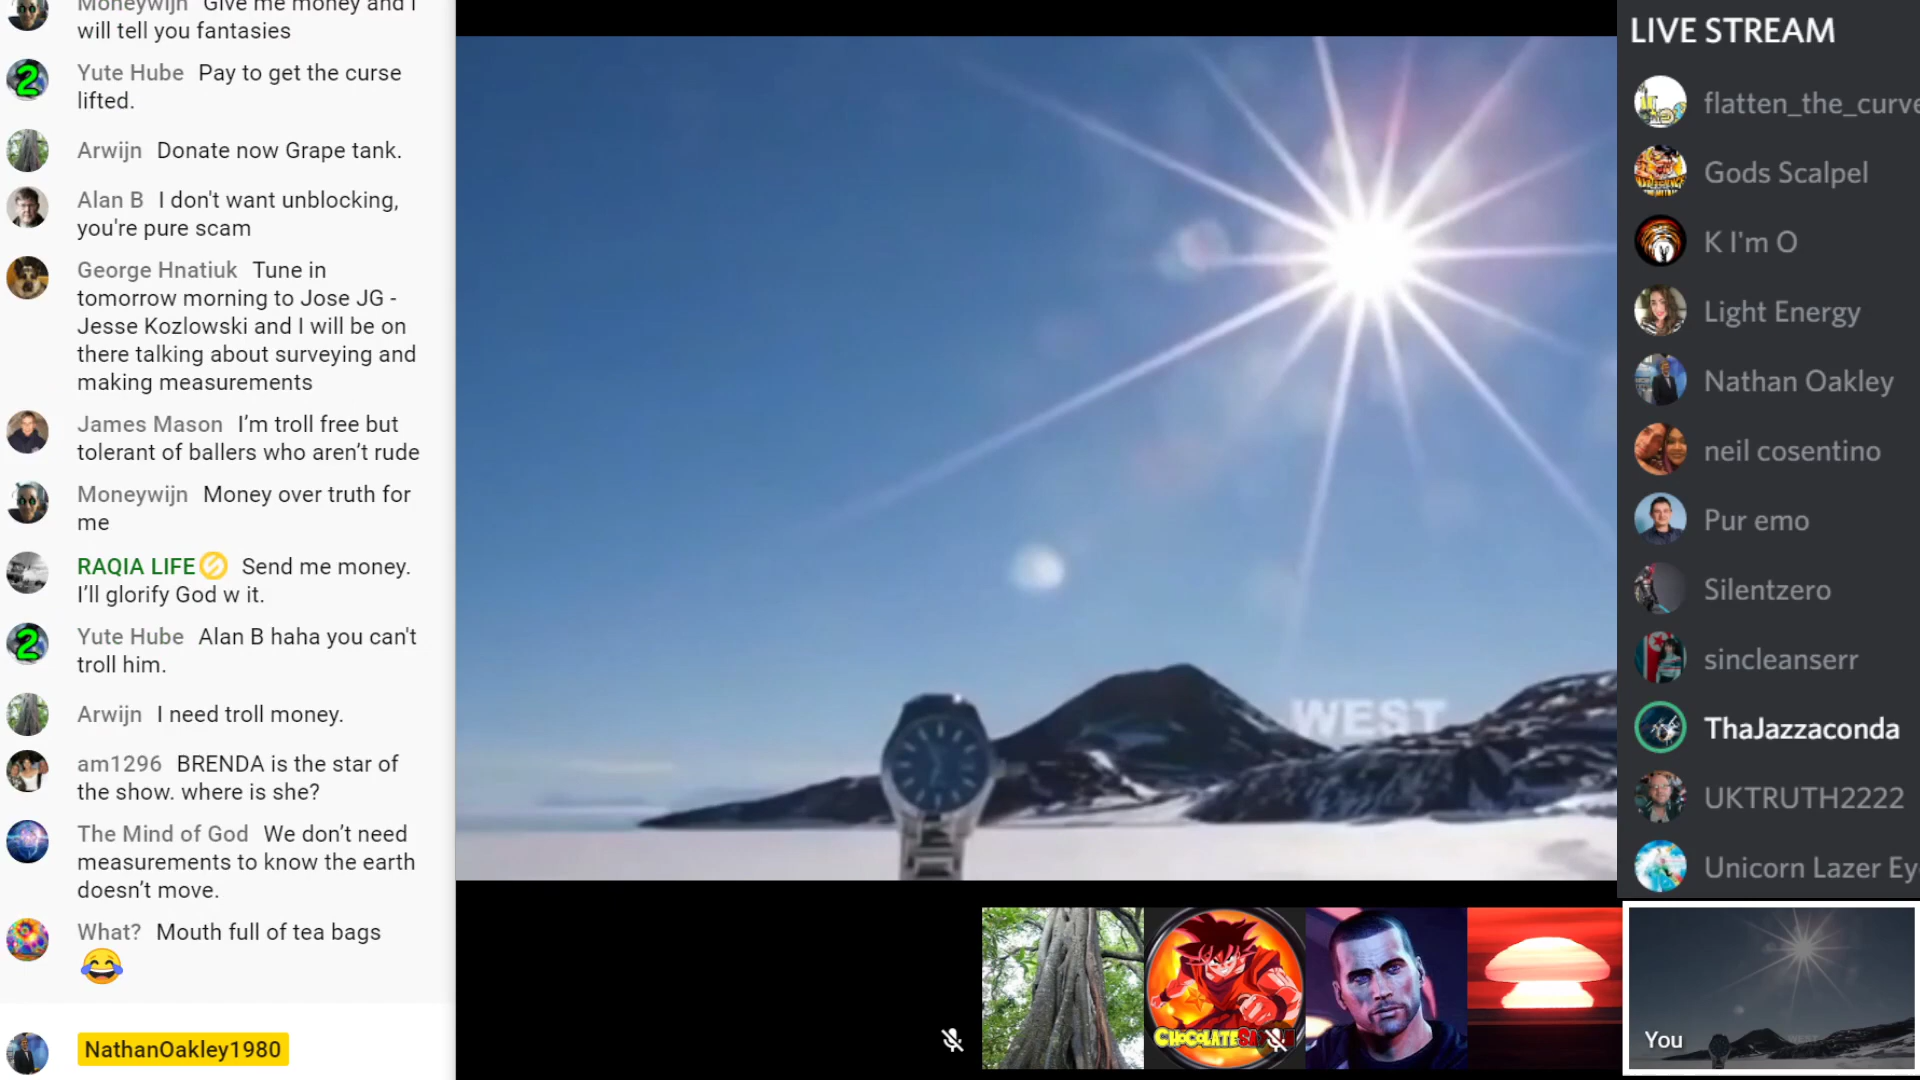 Moneywijn Give me money and I
will tell you fantasies
Yute Hube Pay to get the curse
lifted.
Arwijn Donate now Grape tank.
Alan B I don't want unblocking,
you're pure scam
George Hnatiuk Tune in
tomorrow morning to Jose JG -
Jesse Kozlowski and I will be on
there talking about surveying and
making measurements
James Mason I’m troll free but
tolerant of ballers who aren’t rude
Moneywijn Money over truth for
me
RAQIA LIFE Send me money.
I’ll glorify God w it.
Yute Hube Alan B haha you can't
troll him.
Arwijn I need troll money.
am1296 BRENDA is the star of
the show. where is she?
The Mind of God We don’t need
measurements to know the earth
doesn’t move.
What? Mouth full of tea bags
😂
NathanOakley1980
WEST
CHOCOLATE
You
LIVE STREAM
flatten_the_curve
Gods Scalpel
K I'm O
Light Energy
Nathan Oakley
neil cosentino
Pur emo
Silentzero
sincleanserr
ThaJazzaconda
UKTRUTH2222
Unicorn Lazer Ey